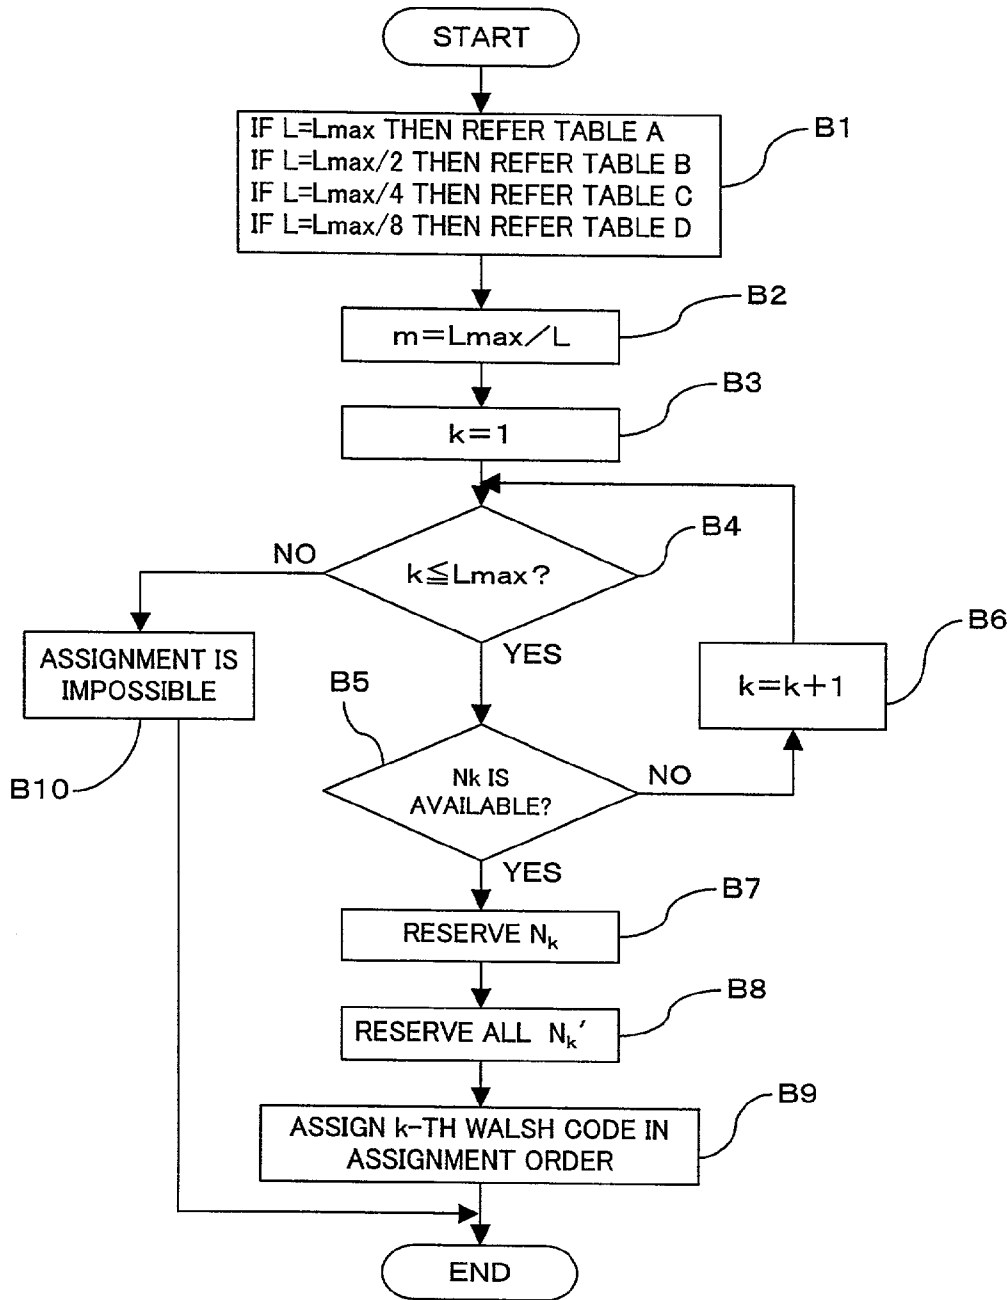 START
IF L=Lmax THEN REFER TABLE A
IF L=Lmax/2 THEN REFER TABLE B
IF L=Lmax/4 THEN REFER TABLE C
IF L=Lmax/8 THEN REFER TABLE D
B1
m=Lmax/L
B2
k=1
B3
k≦Lmax?
B4
NO
YES
ASSIGNMENT IS
IMPOSSIBLE
B10
B5
Nk IS
AVAILABLE?
NO
YES
k=k+1
B6
RESERVE Nk
B7
RESERVE ALL Nk'
B8
ASSIGN k-TH WALSH CODE IN
ASSIGNMENT ORDER
B9
END